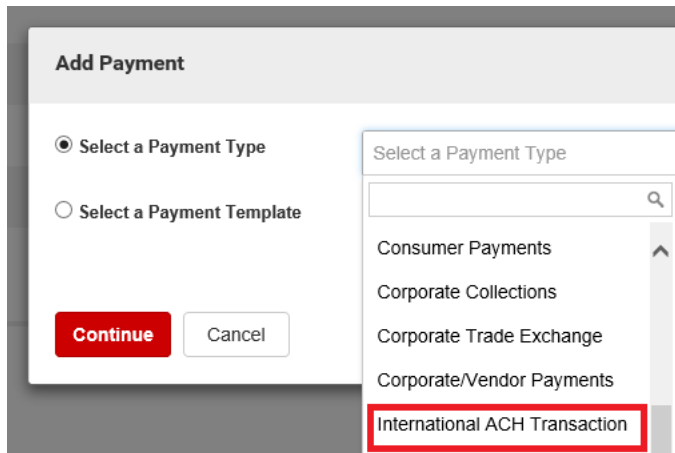 Add Payment
Select a Payment Type
Select a Payment Type
Select a Payment Template
Consumer Payments
Corporate Collections
Corporate Trade Exchange
Corporate/Vendor Payments
International ACH Transaction
Continue
Cancel